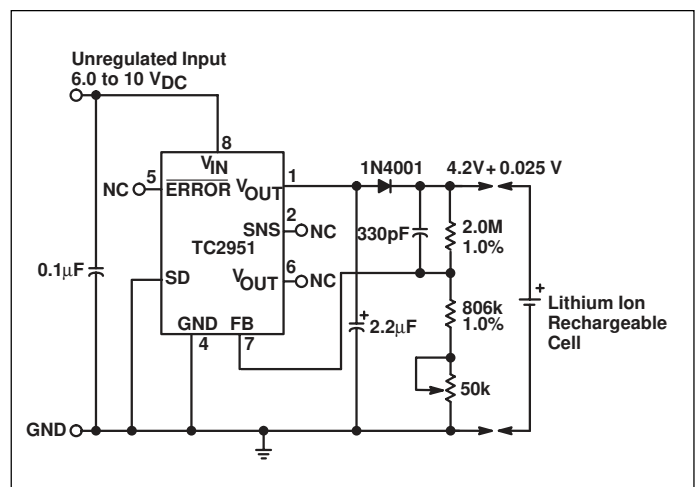 Unregulated Input
6.0 to 10 VDC
8
VIN
5
NC
ERROR
VOUT
1
1N4001
4.2V + 0.025 V
SNS
2
NC
330pF
2.0M
1.0%
TC2951
0.1µF
SD
VOUT
6
NC
GND
FB
4
7
2.2µF
+
806k
1.0%
+
Lithium Ion
Rechargeable
Cell
50k
GND